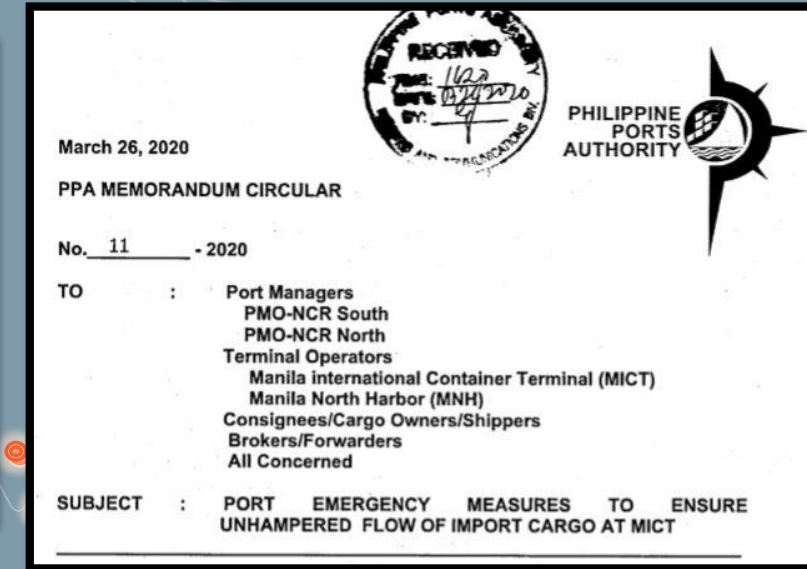 RECEIVED
PHILIPPINE
PORTS
AUTHORITY
March 26, 2020
PPA MEMORANDUM CIRCULAR
No. 11 - 2020
TO : Port Managers
PMO-NCR South
PMO-NCR North
Terminal Operators
Manila international Container Terminal (MICT)
Manila North Harbor (MNH)
Consignees/Cargo Owners/Shippers
Brokers/Forwarders
All Concerned
SUBJECT : PORT EMERGENCY MEASURES TO ENSURE
UNHAMPERED FLOW OF IMPORT CARGO AT MICT